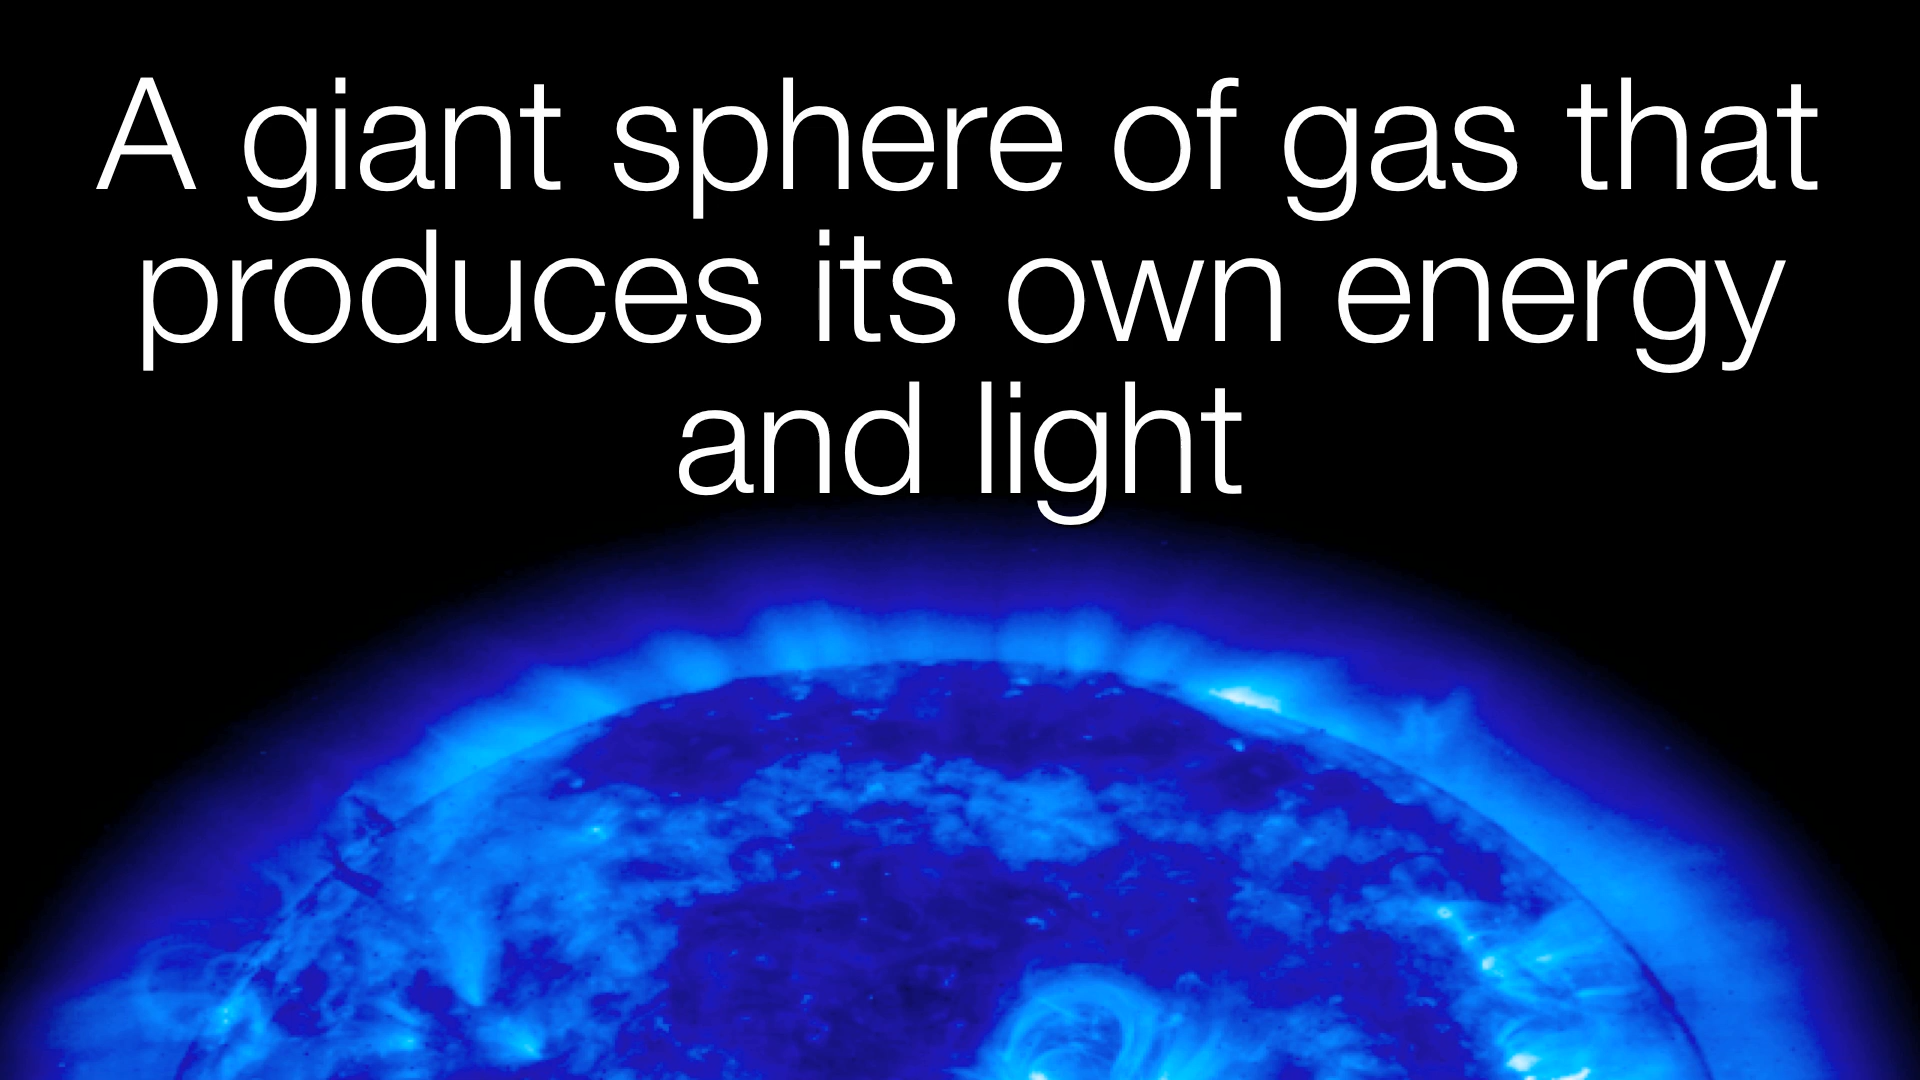 A giant sphere of gas that
produces its own energy
and light